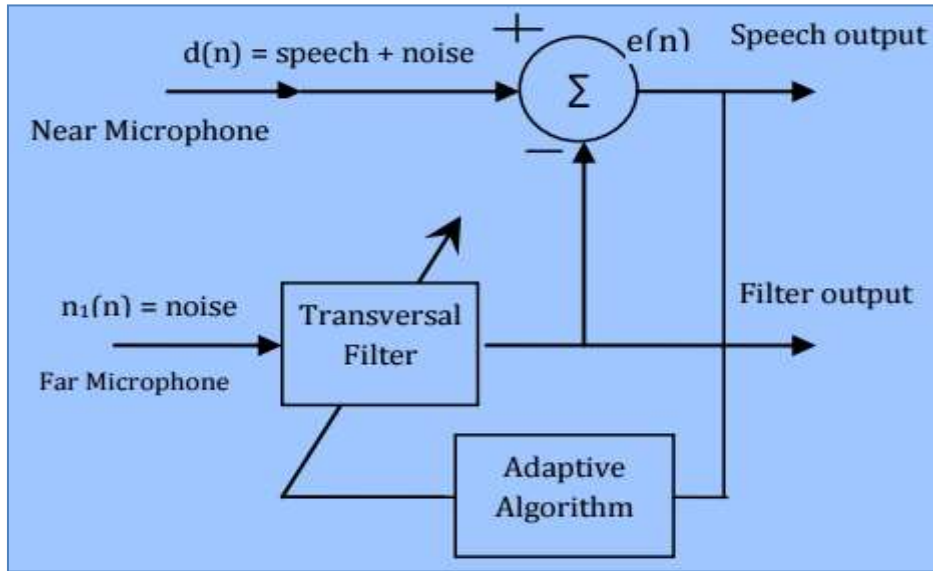 d(n) = speech + noise
+
e(n)
Speech output
Σ
Near Microphone
—
n₁(n) = noise
Transversal
Filter
Filter output
Far Microphone
Adaptive
Algorithm